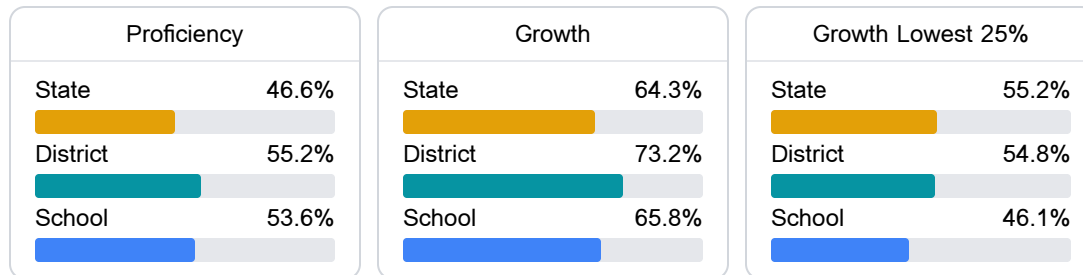 Proficiency
State 46.6%
District 55.2%
School 53.6%
Growth
State 64.3%
District 73.2%
School 65.8%
Growth Lowest 25%
State 55.2%
District 54.8%
School 46.1%